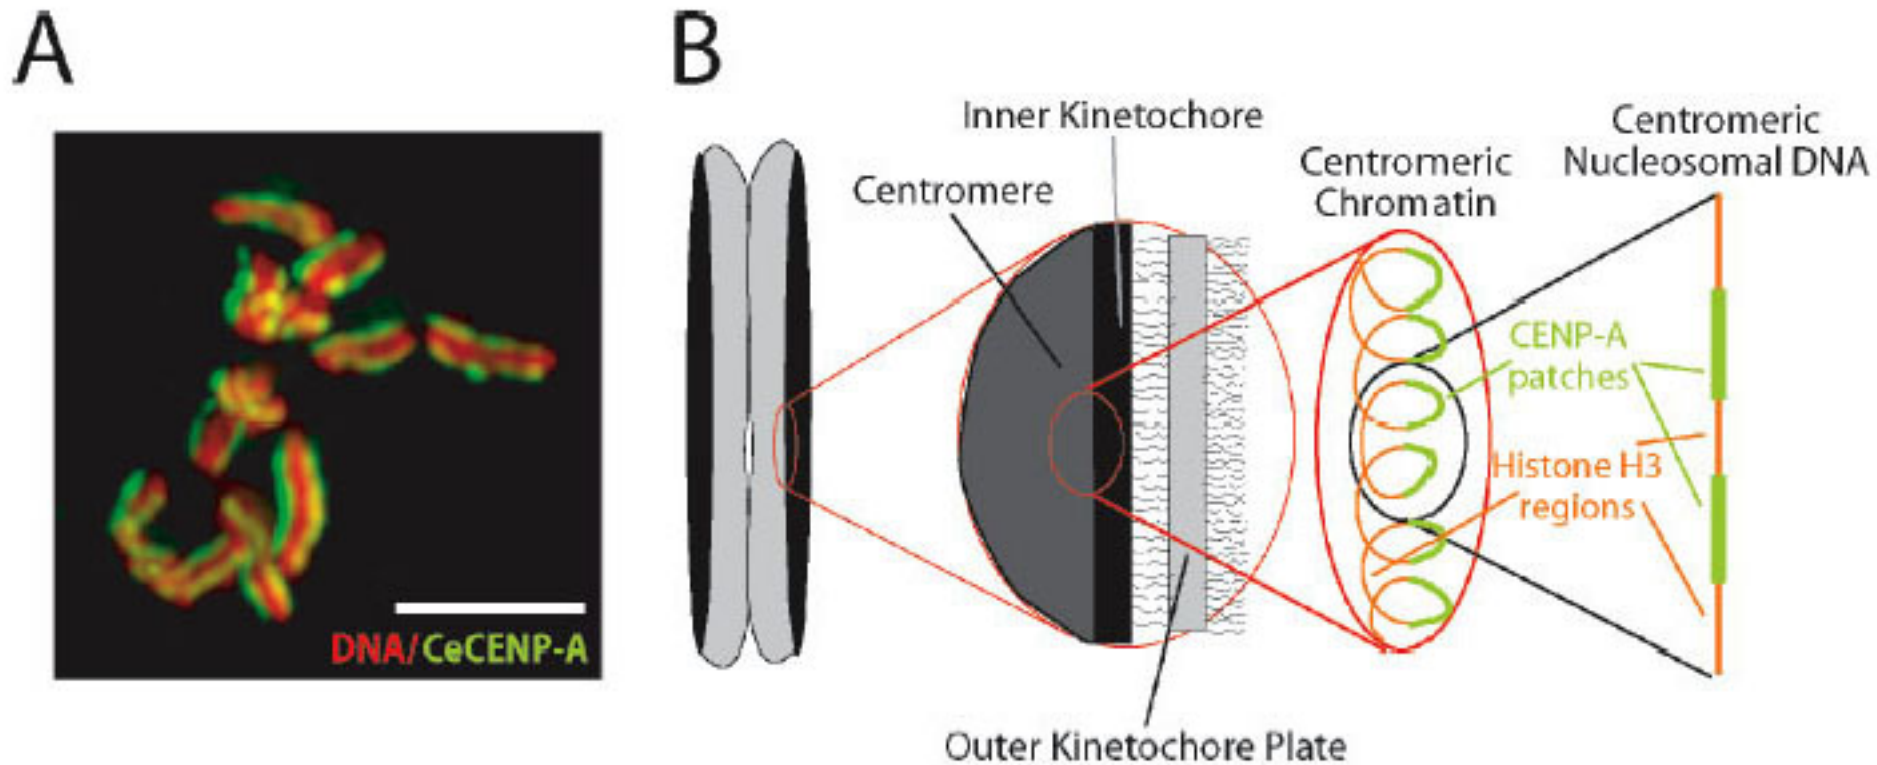 A
B
DNA/CeCENP-A
Inner Kinetochore
Centromere
Centromeric
Chromatin
Centromeric
Nucleosomal DNA
CENP-A
patches
Histone H3
regions
Outer Kinetochore Plate